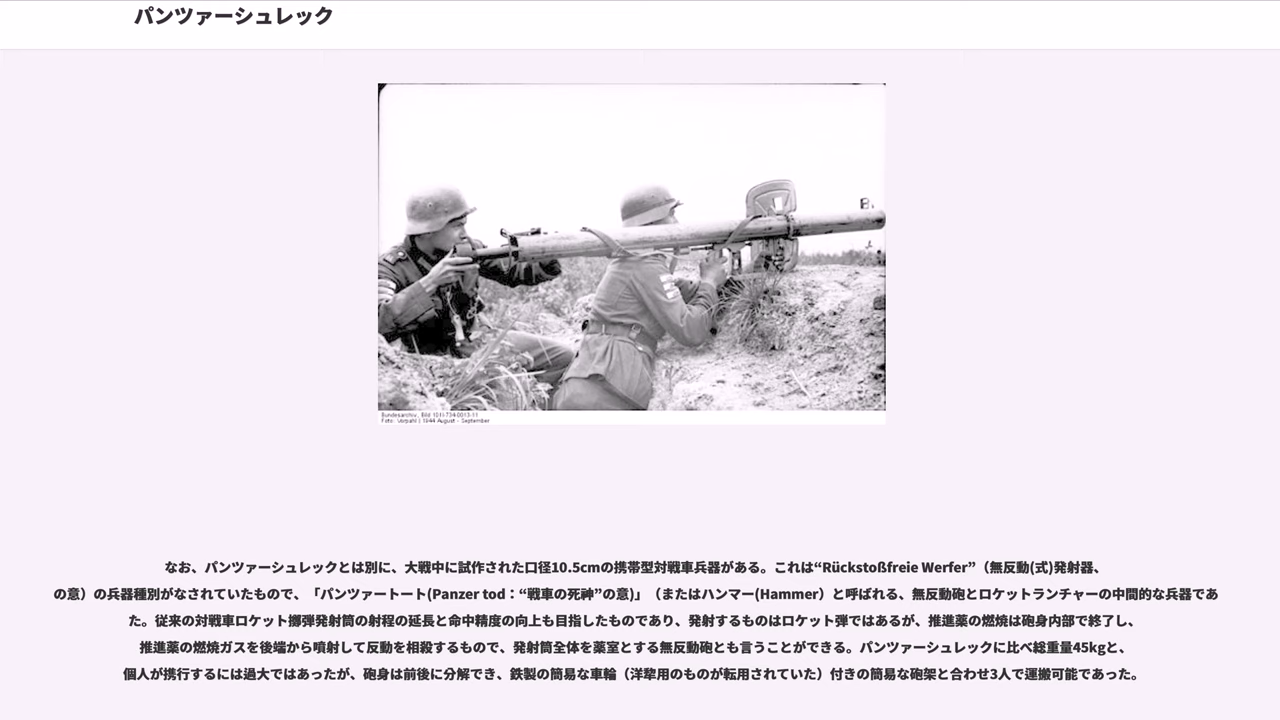 パンツァーシュレック
Bundesarchiv, Bild 101I-734-0013-11
Foto: Vorpahl | 1944 August - September
なお、パンツァーシュレックとは別に、大戦中に試作された口径10.5cmの携帯型対戦車兵器がある。これは“Rückstoßfreie Werfer”（無反動(式)発射器、
の意）の兵器種別がなされていたもので、「パンツァートート(Panzer tod：“戦車の死神”の意)」（またはハンマー(Hammer）と呼ばれる、無反動砲とロケットランチャーの中間的な兵器であ
た。従来の対戦車ロケット擲弾発射筒の射程の延長と命中精度の向上も目指したものであり、発射するものはロケット弾ではあるが、推進薬の燃焼は砲身内部で終了し、
推進薬の燃焼ガスを後端から噴射して反動を相殺するもので、発射筒全体を薬室とする無反動砲とも言うことができる。パンツァーシュレックに比べ総重量45kgと、
個人が携行するには過大ではあったが、砲身は前後に分解でき、鉄製の簡易な車輪（洋犂用のものが転用されていた）付きの簡易な砲架と合わせ3人で運搬可能であった。